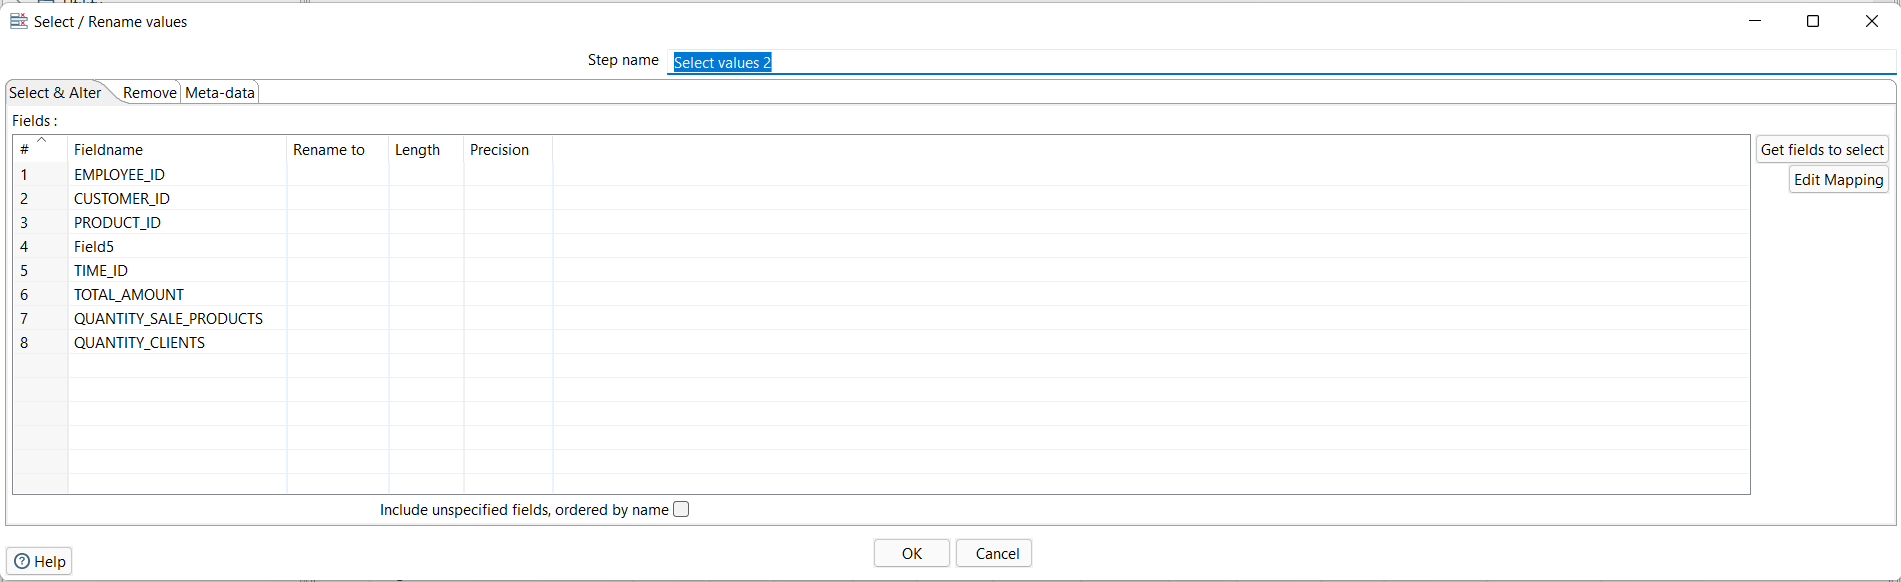 Select / Rename values
Step name Select values 2
Select & Alter Remove Meta-data
Fields :
# Fieldname Rename to Length Precision
1 EMPLOYEE_ID
2 CUSTOMER_ID
3 PRODUCT_ID
4 Field5
5 TIME_ID
6 TOTAL_AMOUNT
7 QUANTITY_SALE_PRODUCTS
8 QUANTITY_CLIENTS
Get fields to select
Edit Mapping
Include unspecified fields, ordered by name
Help
OK Cancel